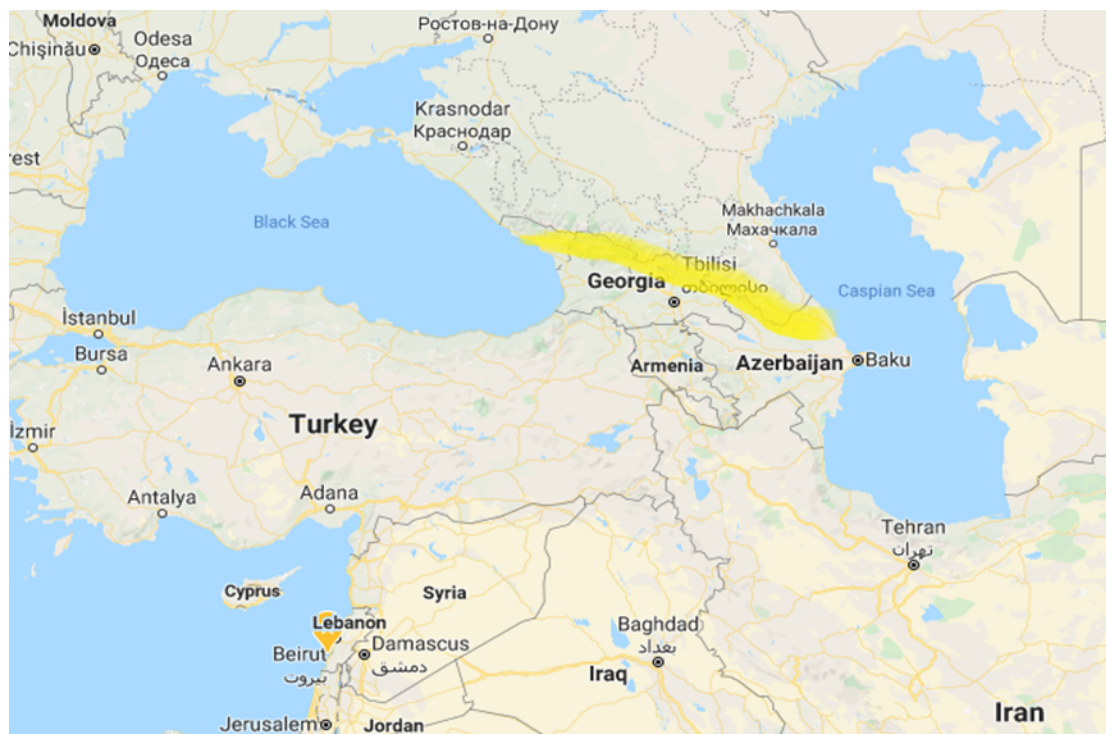 Moldova
Chișinău
Odesa
Одеса
Ростов-на-Дону
Krasnodar
Краснодар
rest
Black Sea
Makhachkala
Махачкала
Tbilisi
თბილისი
Georgia
Caspian Sea
İstanbul
Bursa
Ankara
Armenia
Azerbaijan
Baku
Turkey
İzmir
Antalya
Adana
Tehran
تهران
Cyprus
Syria
Lebanon
Beirut
بيروت
Damascus
دمشق
Baghdad
بغداد
Iraq
Jerusalem
Jordan
Iran